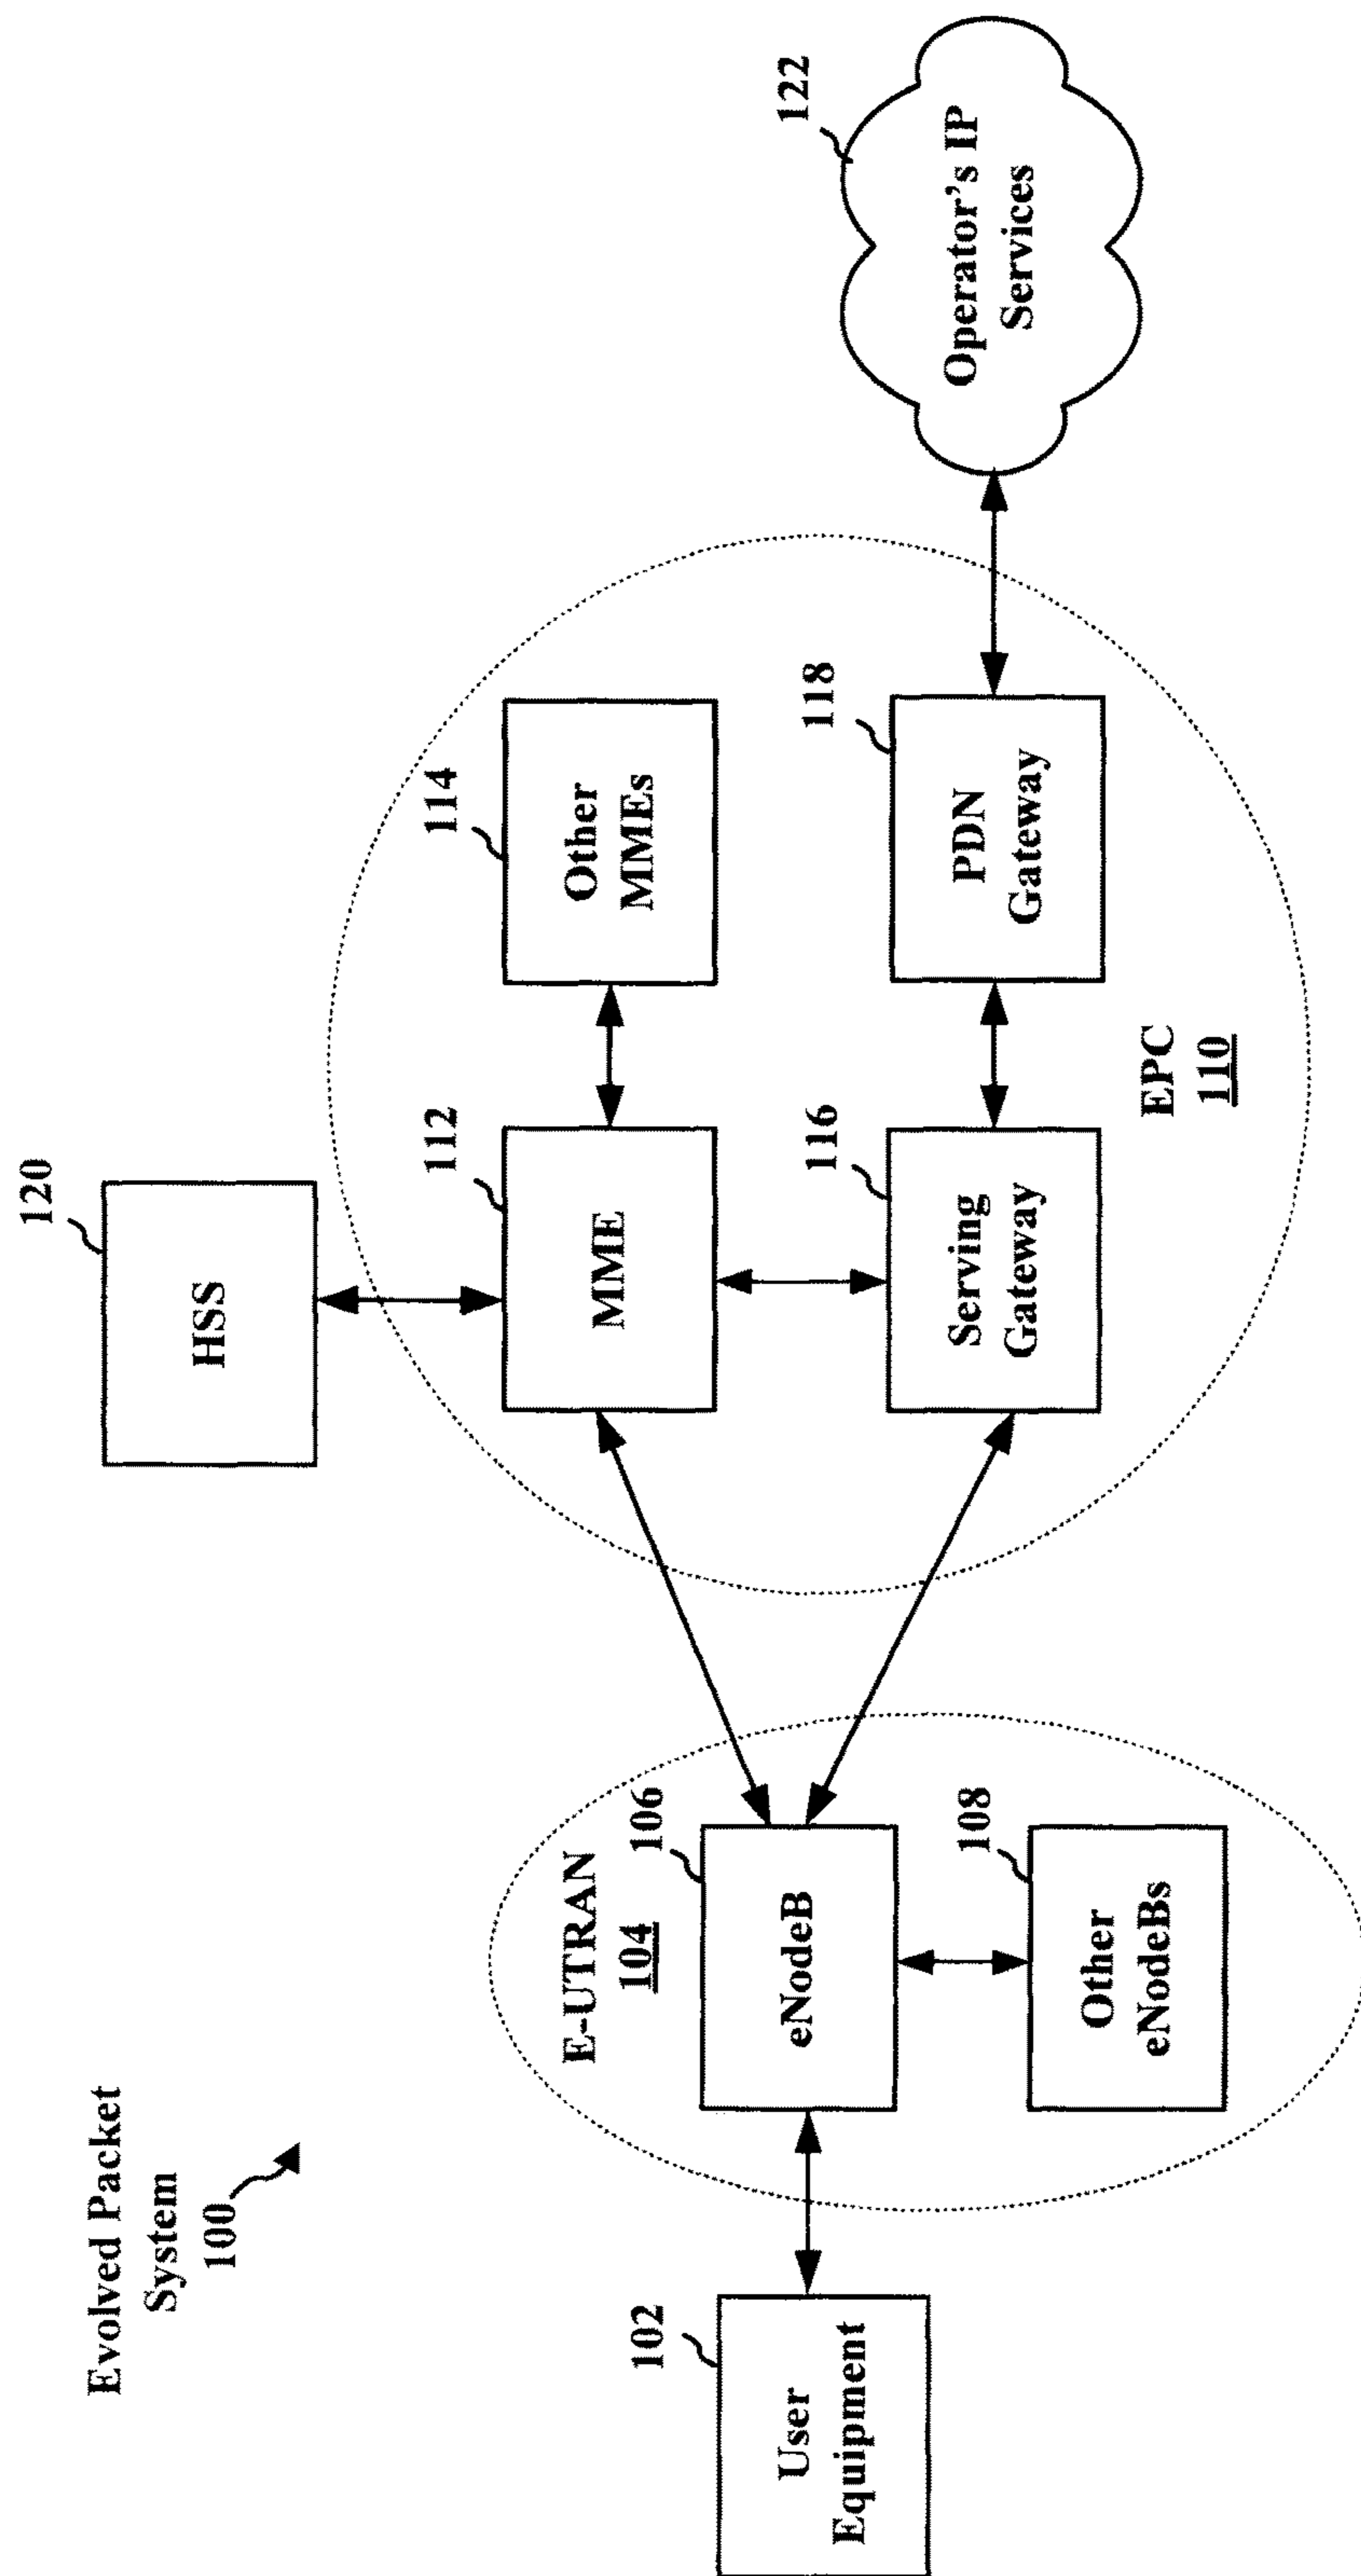 Evolved Packet
System
100
102
User
Equipment
E-UTRAN
104
106
eNodeB
108
Other
eNodeBs
120
HSS
112
MME
114
Other
MMEs
116
Serving
Gateway
118
PDN
Gateway
EPC
110
122
Operator's IP
Services